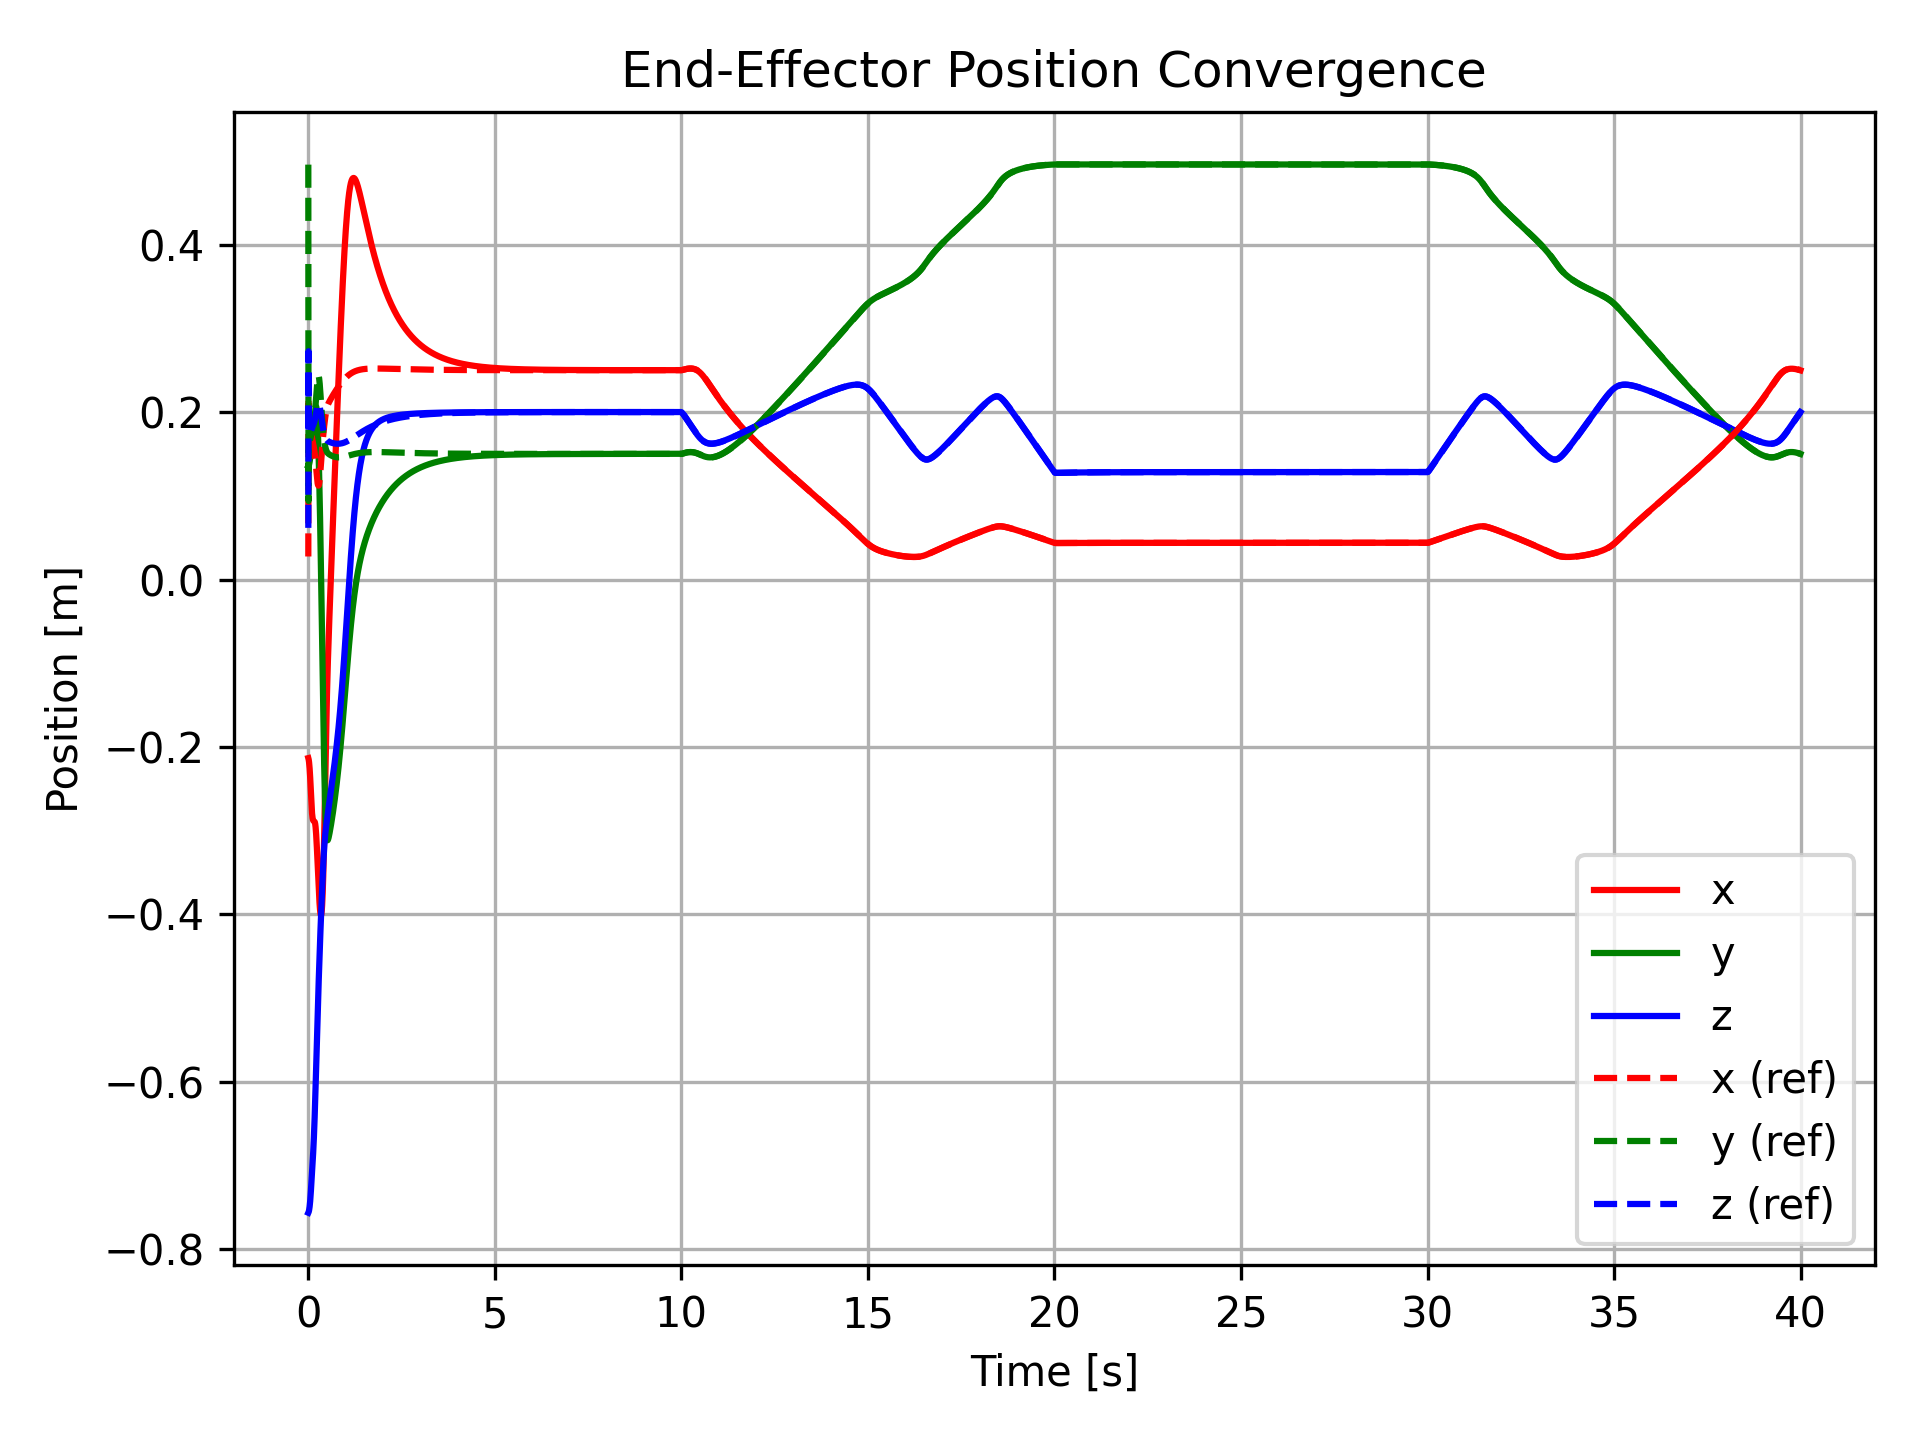 End-Effector Position Convergence
Position [m]
0.4
0.2
0.0
−0.2
−0.4
−0.6
−0.8
0 5 10 15 20 25 30 35 40
Time [s]
x
y
z
x (ref)
y (ref)
z (ref)